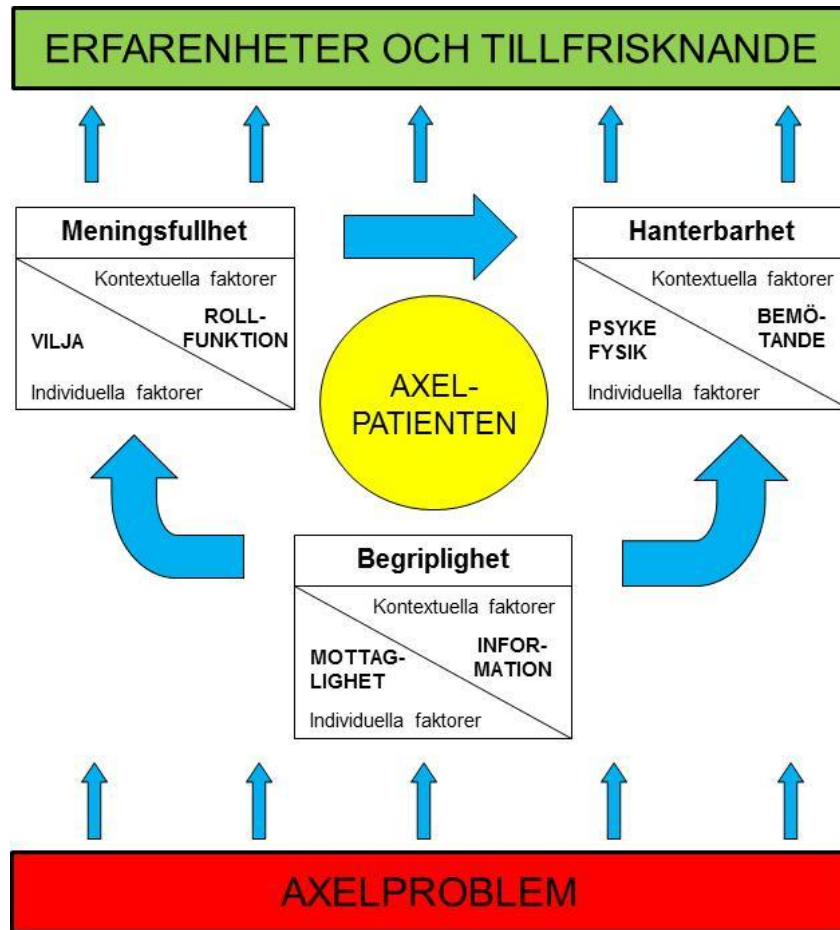 ERFARENHETER OCH TILLFRISKNANDE
Meningsfullhet
Kontextuella faktorer
ROLL-
FUNKTION
VILJA
Individuella faktorer
Hanterbarhet
Kontextuella faktorer
BEMÖ-
TANDE
PSYKE
FYSIK
Individuella faktorer
AXEL-
PATIENTEN
Begriplighet
Kontextuella faktorer
INFOR-
MATION
MOTTAG-
LIGHET
Individuella faktorer
AXELPROBLEM